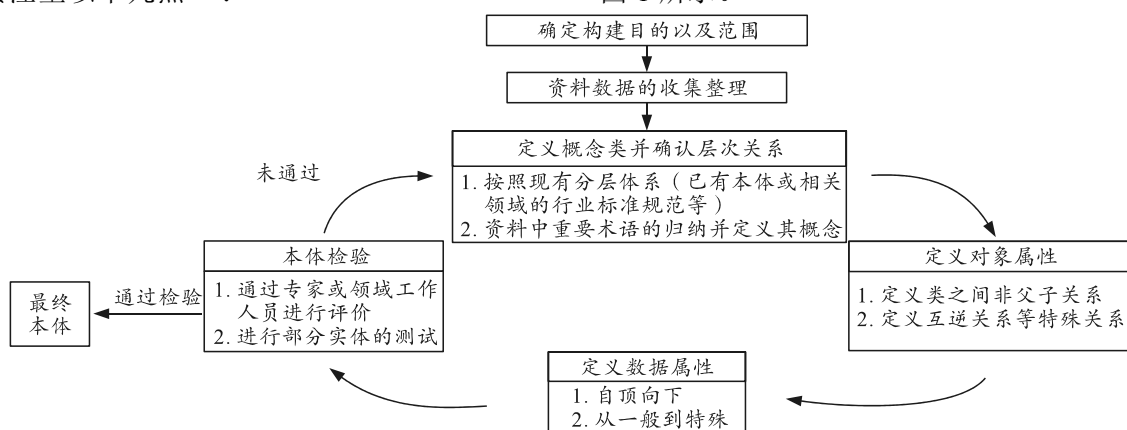 确定构建目的以及范围
资料数据的收集整理
定义概念类并确认层次关系
1. 按照现有分层体系（已有本体或相关
领域的行业标准规范等）
2. 资料中重要术语的归纳并定义其概念
未通过
定义对象属性
1. 定义类之间非父子关系
2. 定义互逆关系等特殊关系
定义数据属性
1. 自顶向下
2. 从一般到特殊
本体检验
1. 通过专家或领域工作
人员进行评价
2. 进行部分实体的测试
通过检验
最终
本体